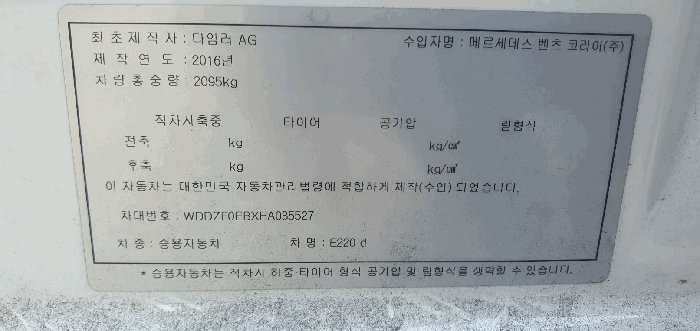 최초제작사 : 다임러 AG 수입자명 : 메르세데스 벤츠 코리아(주)
제작연도 : 2016년
차량총중량 : 2095kg
적차시축중 타이어 공기압 림형식
전축 kg kg/㎠
후축 kg kg/㎠
이 자동차는 대한민국 자동차관리법령에 적합하게 제작(수입) 되었습니다.
차대번호 : WDDZF0EBXHA085527
차종 : 승용자동차 차명 : E220 d
* 승용자동차는 적차시 하중·타이어 형식 공기압 및 림형식을 생략할 수 있습니다.